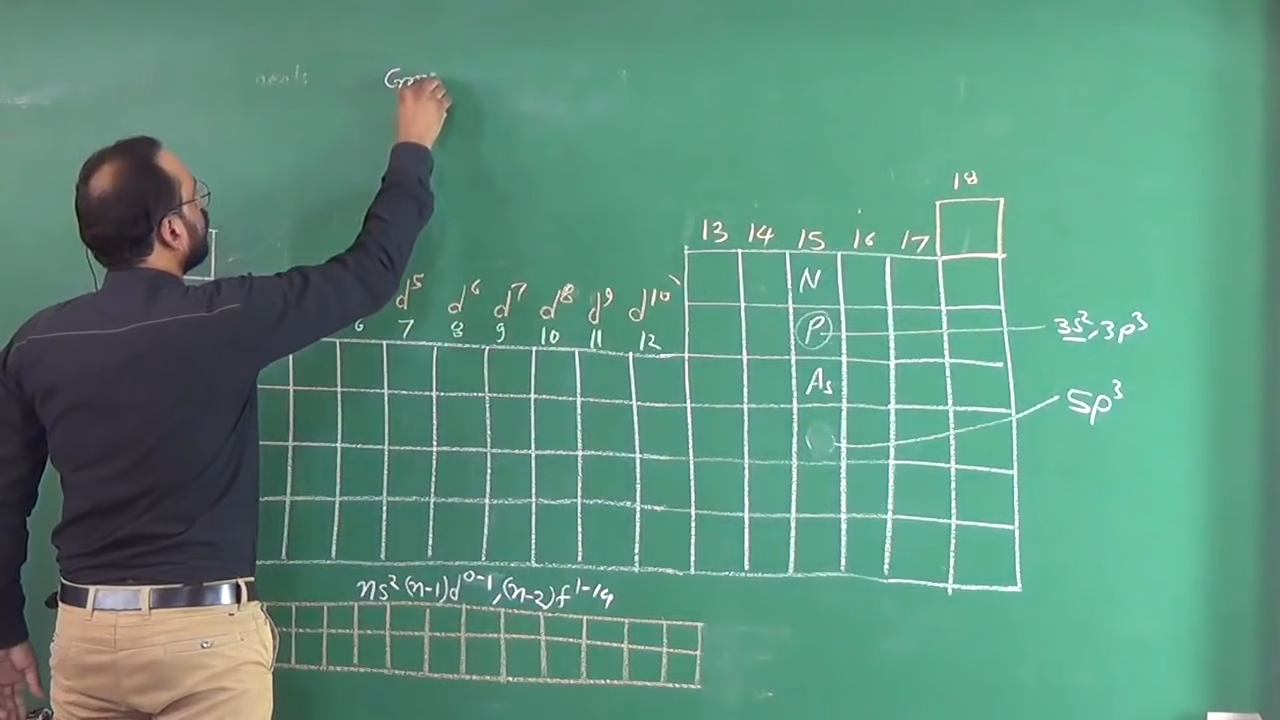 18
13 14 15 16 17
d⁵ d⁶ d⁷ d⁸ d⁹ d¹⁰
6 7 8 9 10 11 12
N
P
As
3s², 3p³
5p³
ns² (n-1)d⁰⁻¹, (n-2)f¹⁻¹⁴